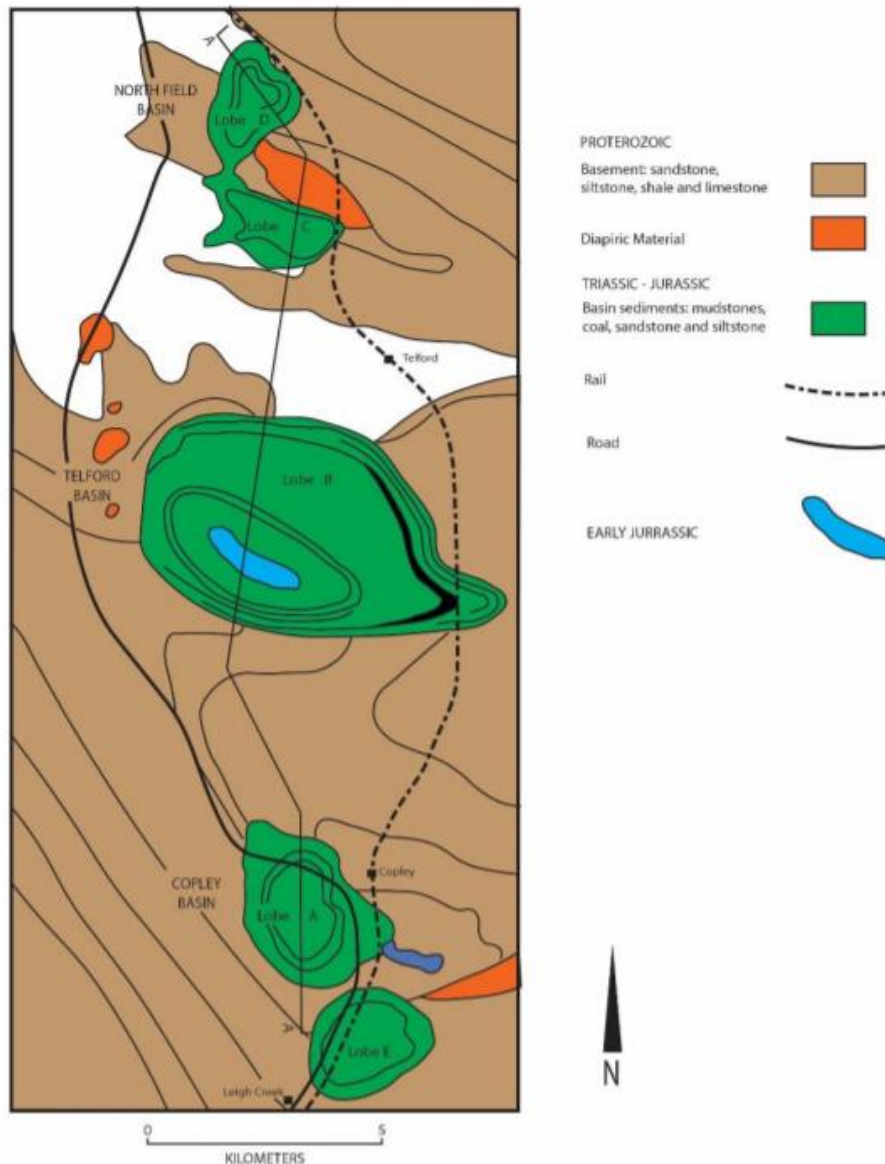 A
NORTH FIELD
BASIN
Lobe D
Lobe C
Telford
TELFORD
BASIN
Lobe B
Copley
COPLEY
BASIN
Lobe A
A
Lobe E
Leigh Creek
0 5
KILOMETERS
PROTEROZOIC
Basement: sandstone,
siltstone, shale and limestone
Diapiric Material
TRIASSIC - JURASSIC
Basin sediments: mudstones,
coal, sandstone and siltstone
Rail
Road
EARLY JURRASSIC
N